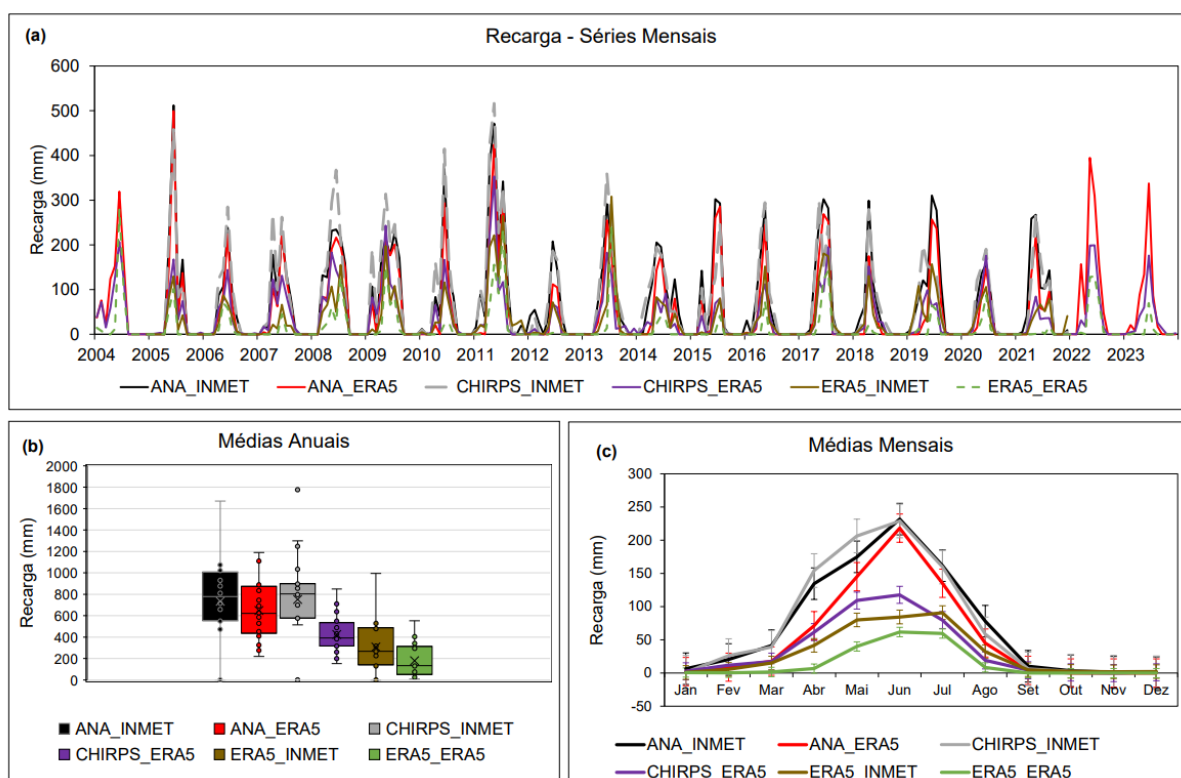 (a)
Recarga - Séries Mensais
Recarga (mm)
600
500
400
300
200
100
0
2004 2005 2006 2007 2008 2009 2010 2011 2012 2013 2014 2015 2016 2017 2018 2019 2020 2021 2022 2023
ANA_INMET ANA_ERA5 CHIRPS_INMET CHIRPS_ERA5 ERA5_INMET ERA5_ERA5
(b)
Médias Anuais
Recarga (mm)
2000
1800
1600
1400
1200
1000
800
600
400
200
0
ANA_INMET ANA_ERA5 CHIRPS_INMET
CHIRPS_ERA5 ERA5_INMET ERA5_ERA5
(c)
Médias Mensais
Recarga (mm)
300
250
200
150
100
50
0
-50
Jan Fev Mar Abr Mai Jun Jul Ago Set Out Nov Dez
ANA_INMET ANA_ERA5 CHIRPS_INMET
CHIRPS_ERA5 ERA5_INMET ERA5_ERA5